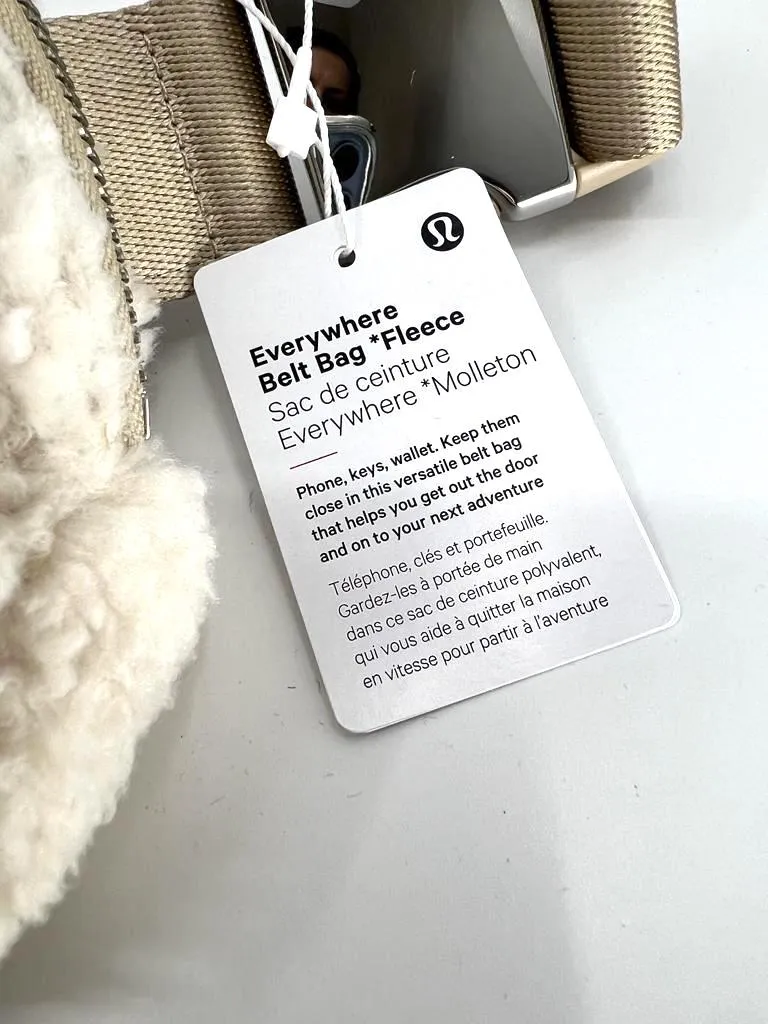 Everywhere
Belt Bag *Fleece
Sac de ceinture
Everywhere *Molleton
Phone, keys, wallet. Keep them
close in this versatile belt bag
that helps you get out the door
and on to your next adventure
Téléphone, clés et portefeuille.
Gardez-les à portée de main
dans ce sac de ceinture polyvalent,
qui vous aide à quitter la maison
en vitesse pour partir à l'aventure